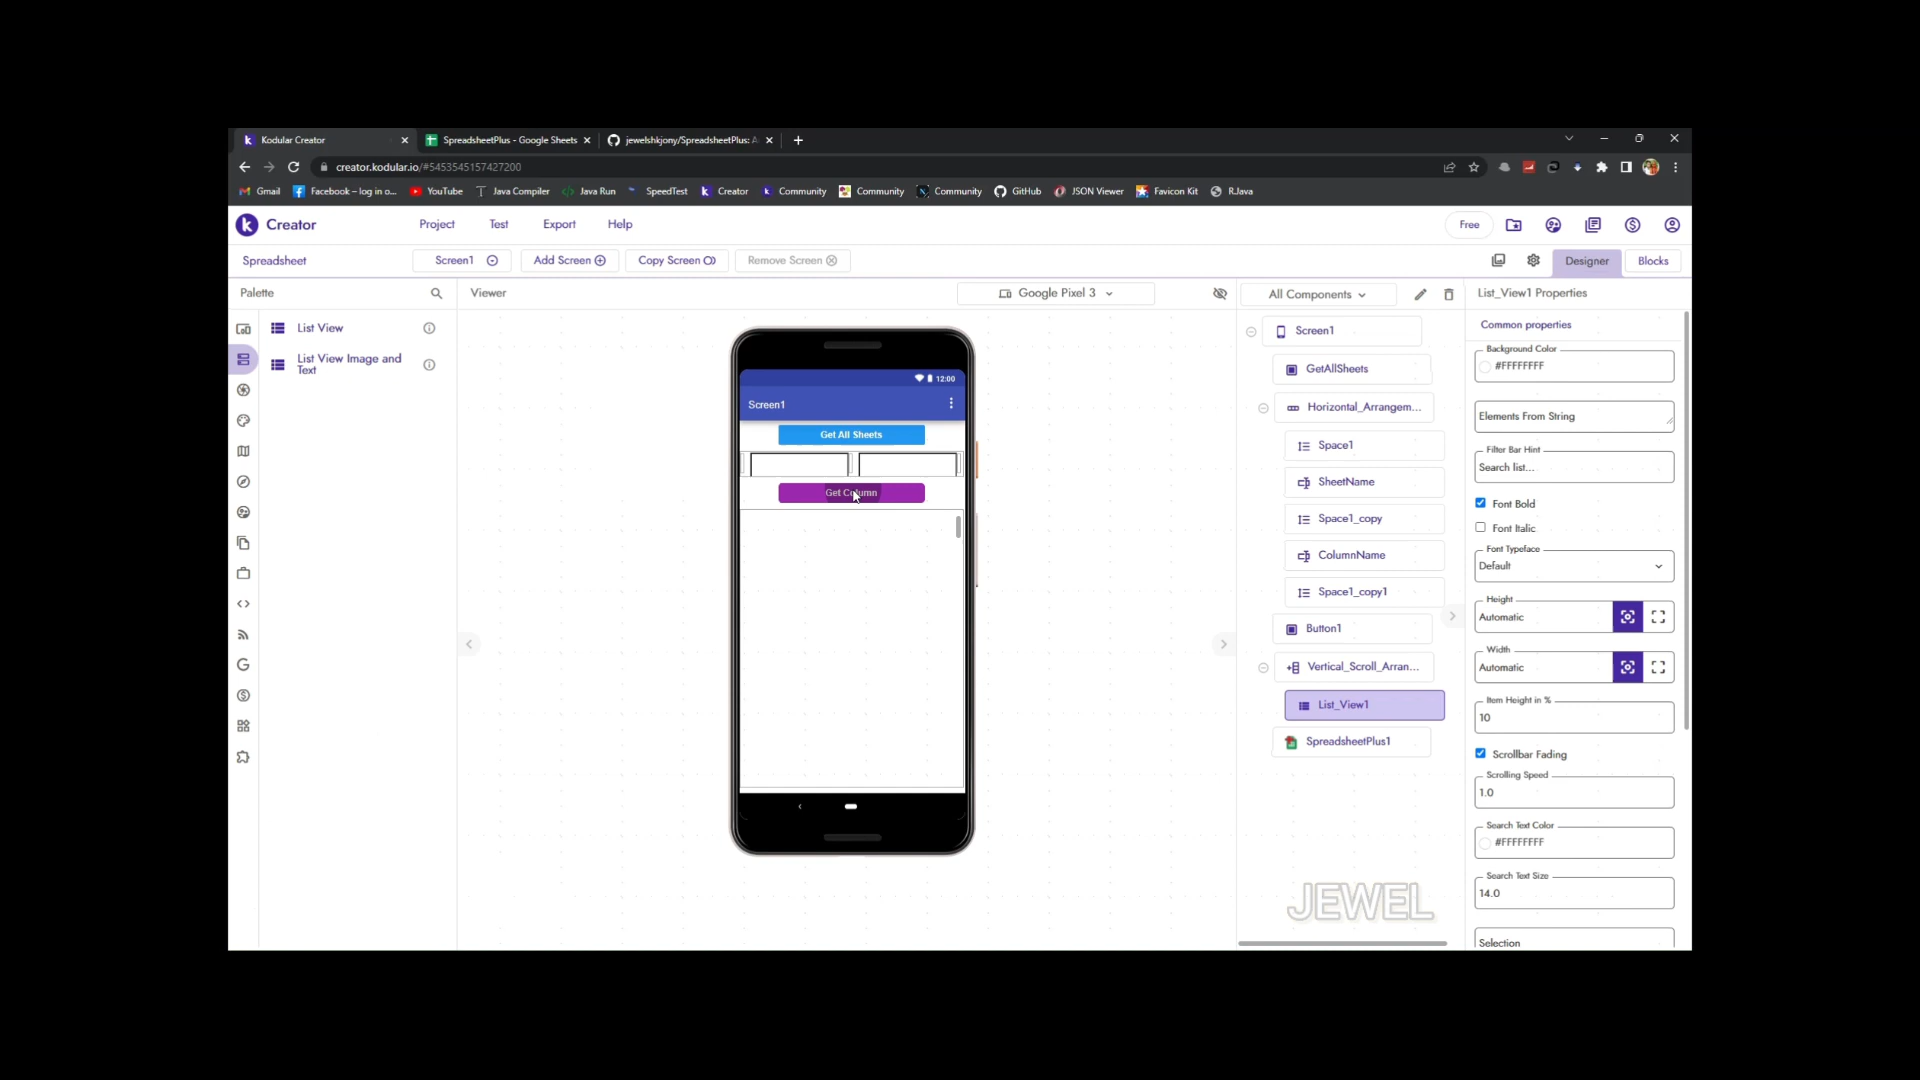 Kodular Creator
SpreadsheetPlus - Google Sheets
jewelshkjony/SpreadsheetPlus: A
creator.kodular.io/#5453545157427200
Gmail
Facebook – log in o...
YouTube
Java Compiler
Java Run
SpeedTest
Creator
Community
Community
Community
GitHub
JSON Viewer
Favicon Kit
RJava
Creator
Project
Test
Export
Help
Free
Spreadsheet
Screen1
Add Screen
Copy Screen
Remove Screen
Designer
Blocks
Palette
Viewer
Google Pixel 3
All Components
List_View1 Properties
List View
List View Image and
Text
12:00
Screen1
Get All Sheets
Get Column
Screen1
GetAllSheets
Horizontal_Arrangem...
Space1
SheetName
Space1_copy
ColumnName
Space1_copy1
Button1
Vertical_Scroll_Arran...
List_View1
SpreadsheetPlus1
JEWEL
Common properties
Background Color
#FFFFFFFF
Elements From String
Filter Bar Hint
Search list...
Font Bold
Font Italic
Font Typeface
Default
Height
Automatic
Width
Automatic
Item Height in %
10
Scrollbar Fading
Scrolling Speed
1.0
Search Text Color
#FFFFFFFF
Search Text Size
14.0
Selection